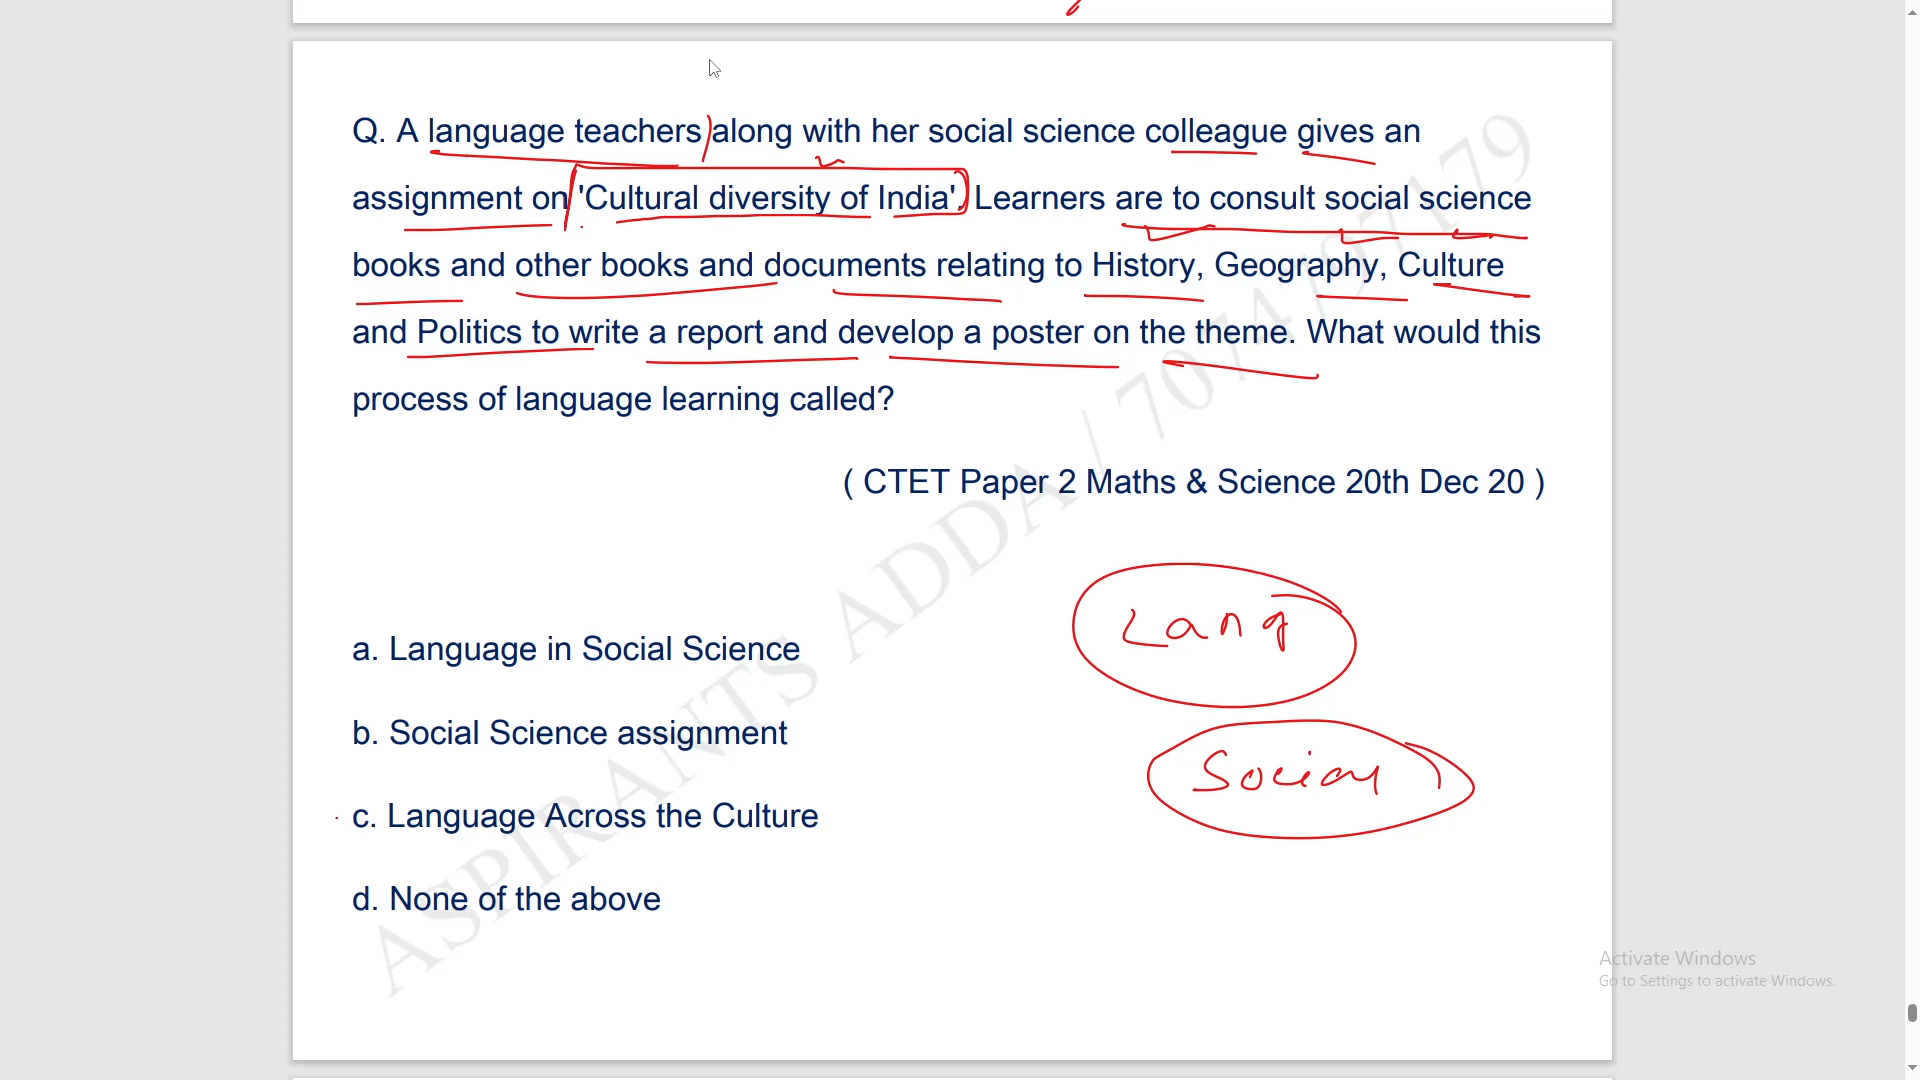 Q. A language teachers along with her social science colleague gives an
assignment on 'Cultural diversity of India'. Learners are to consult social science
books and other books and documents relating to History, Geography, Culture
and Politics to write a report and develop a poster on the theme. What would this
process of language learning called?
( CTET Paper 2 Maths & Science 20th Dec 20 )
Lang
a. Language in Social Science
b. Social Science assignment
Social
c. Language Across the Culture
d. None of the above
ASPIRANTS ADDA / 7074797179
Activate Windows
Go to Settings to activate Windows.